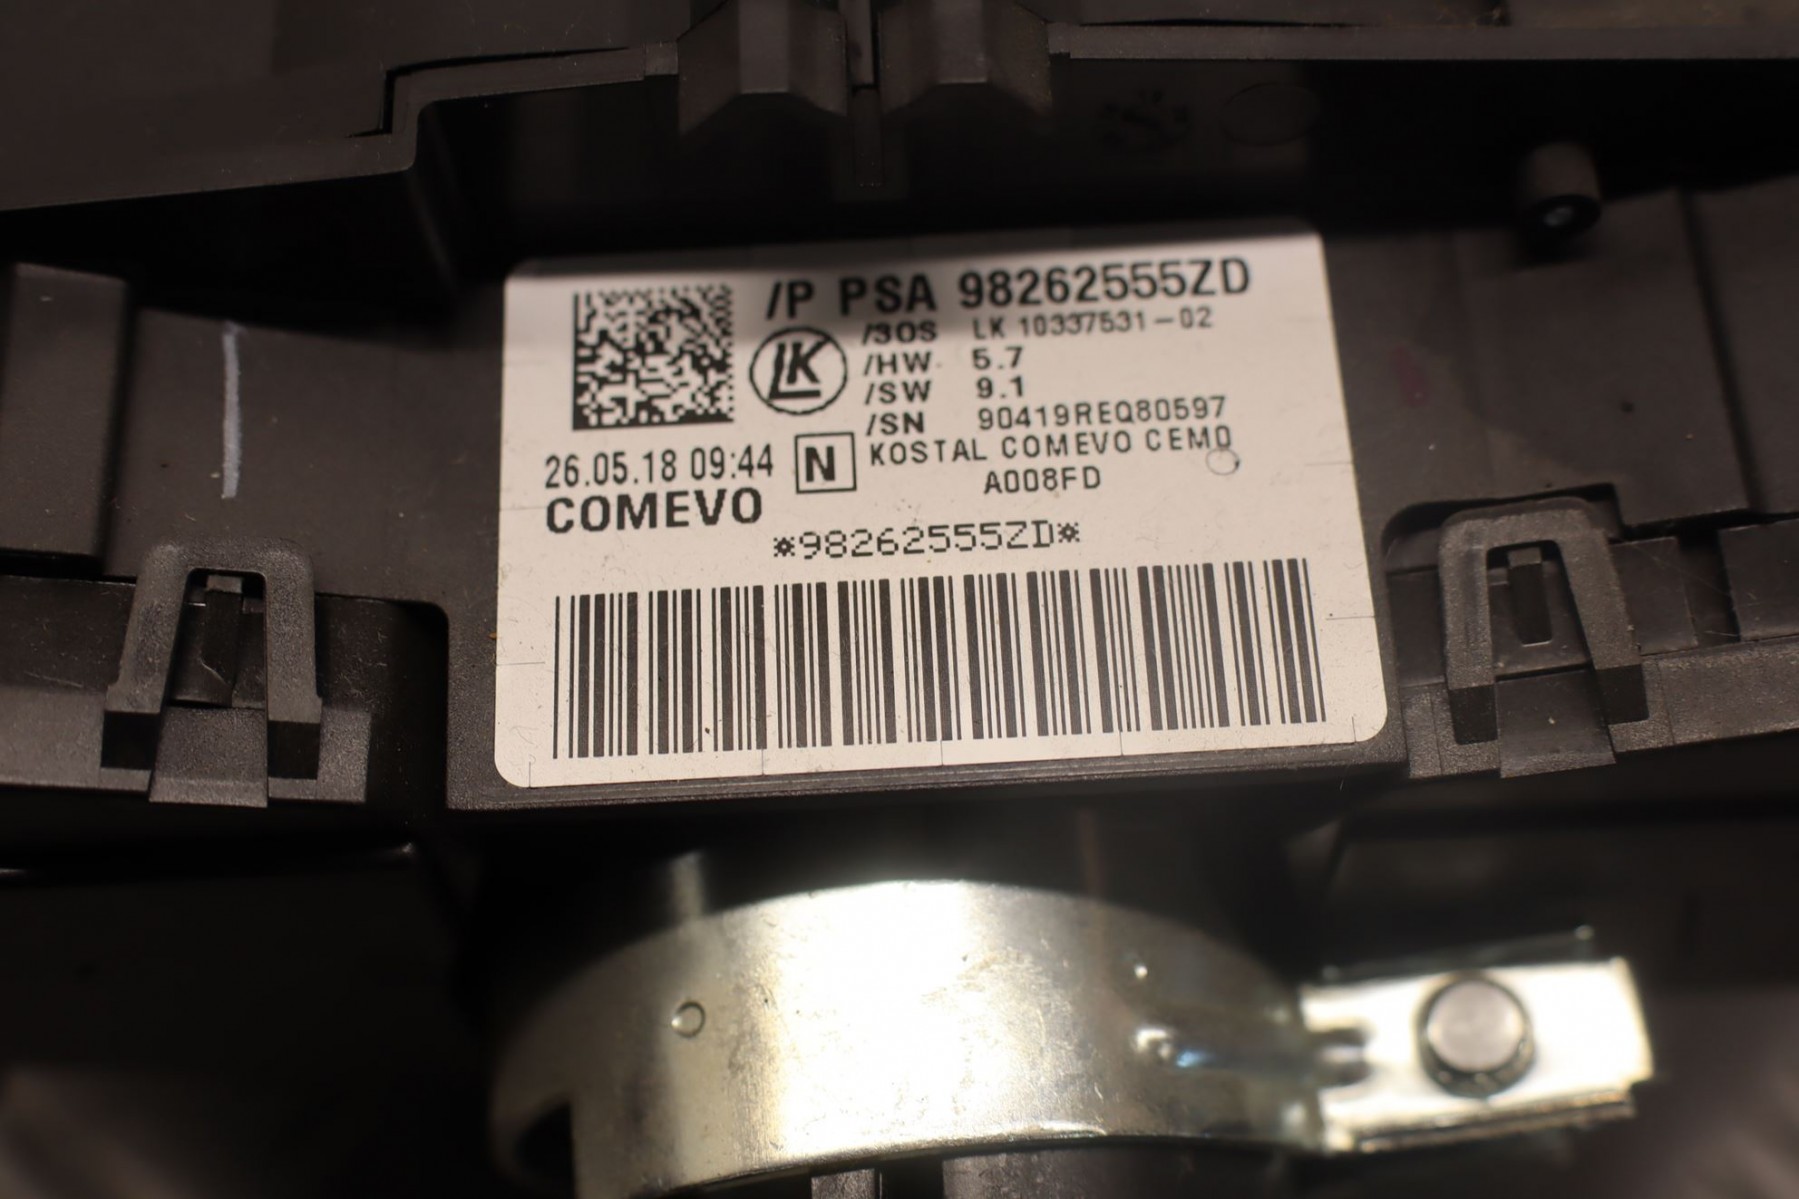 /P PSA 98262555ZD
LK
/3OS LK 10337531-02
/HW 5.7
/SW 9.1
/SN 90419REQ80597
26.05.18 09:44 N KOSTAL COMEVO CEMO
A008FD
COMEVO
*98262555ZD*